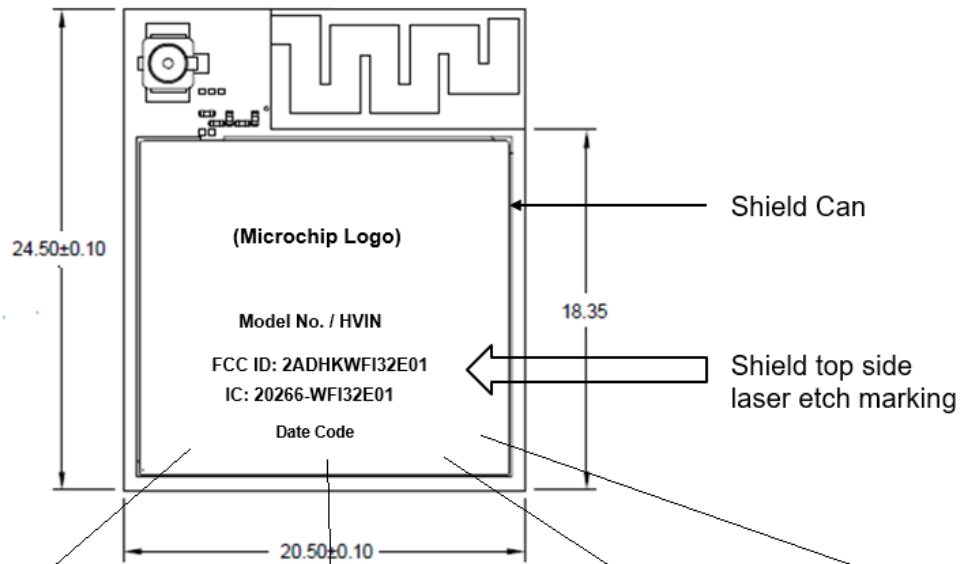 24.50±0.10
(Microchip Logo)
Shield Can
18.35
Model No. / HVIN
FCC ID: 2ADHKWFI32E01
IC: 20266-WFI32E01
Date Code
Shield top side
laser etch marking
20.50±0.10